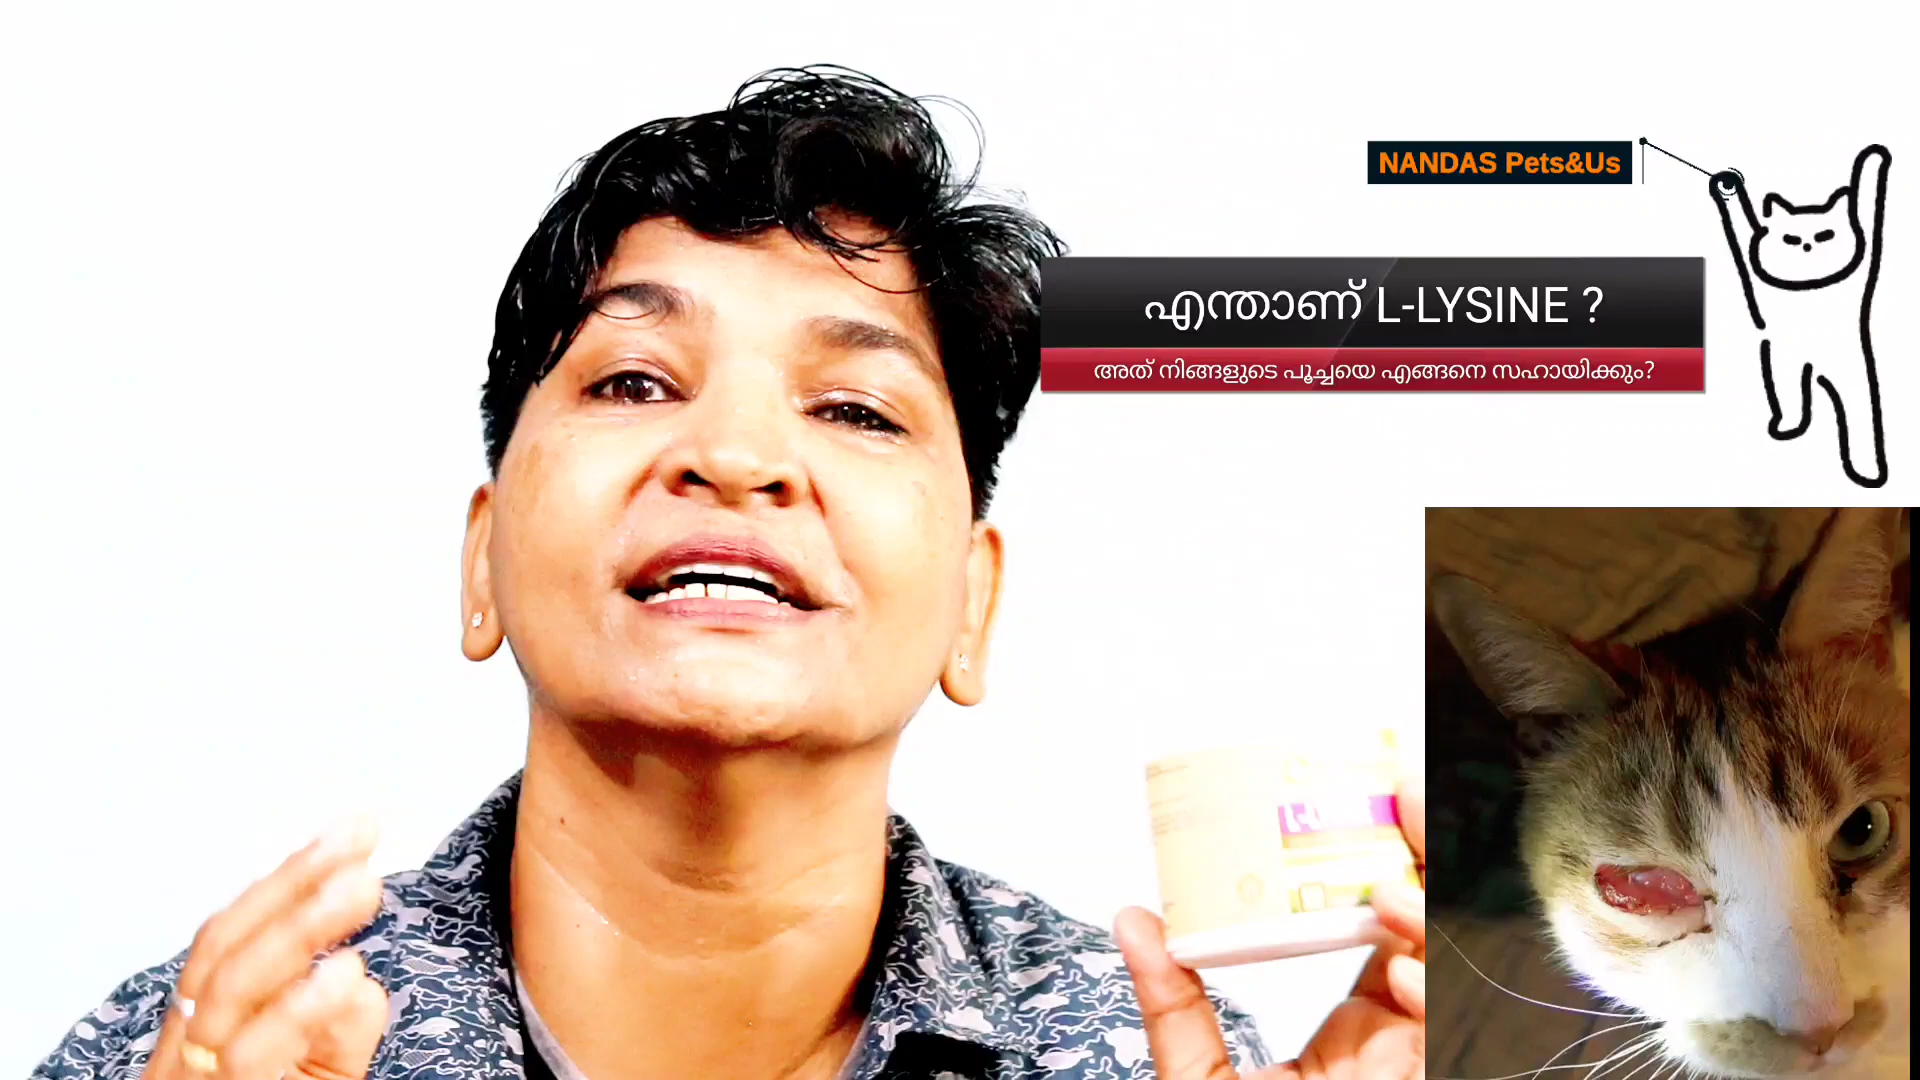 NANDAS Pets&Us
എന്താണ് L-LYSINE ?
അത് നിങ്ങളുടെ പൂച്ചയെ എങ്ങനെ സഹായിക്കും?